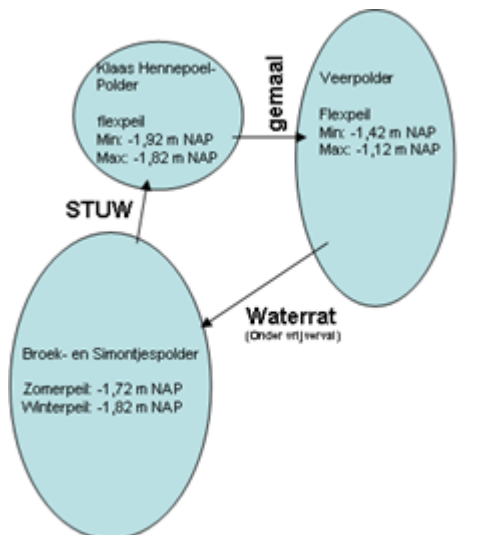 Klaas Hennepoel-
Polder
flexpeil
Min: -1,92 m NAP
Max: -1,82 m NAP
gemaal
Veerpolder
Flexpeil
Min: -1,42 m NAP
Max: -1,12 m NAP
STUW
Waterrat
(Onder vrij verval)
Broek- en Simontjespolder
Zomerpeil: -1,72 m NAP
Winterpeil: -1,82 m NAP